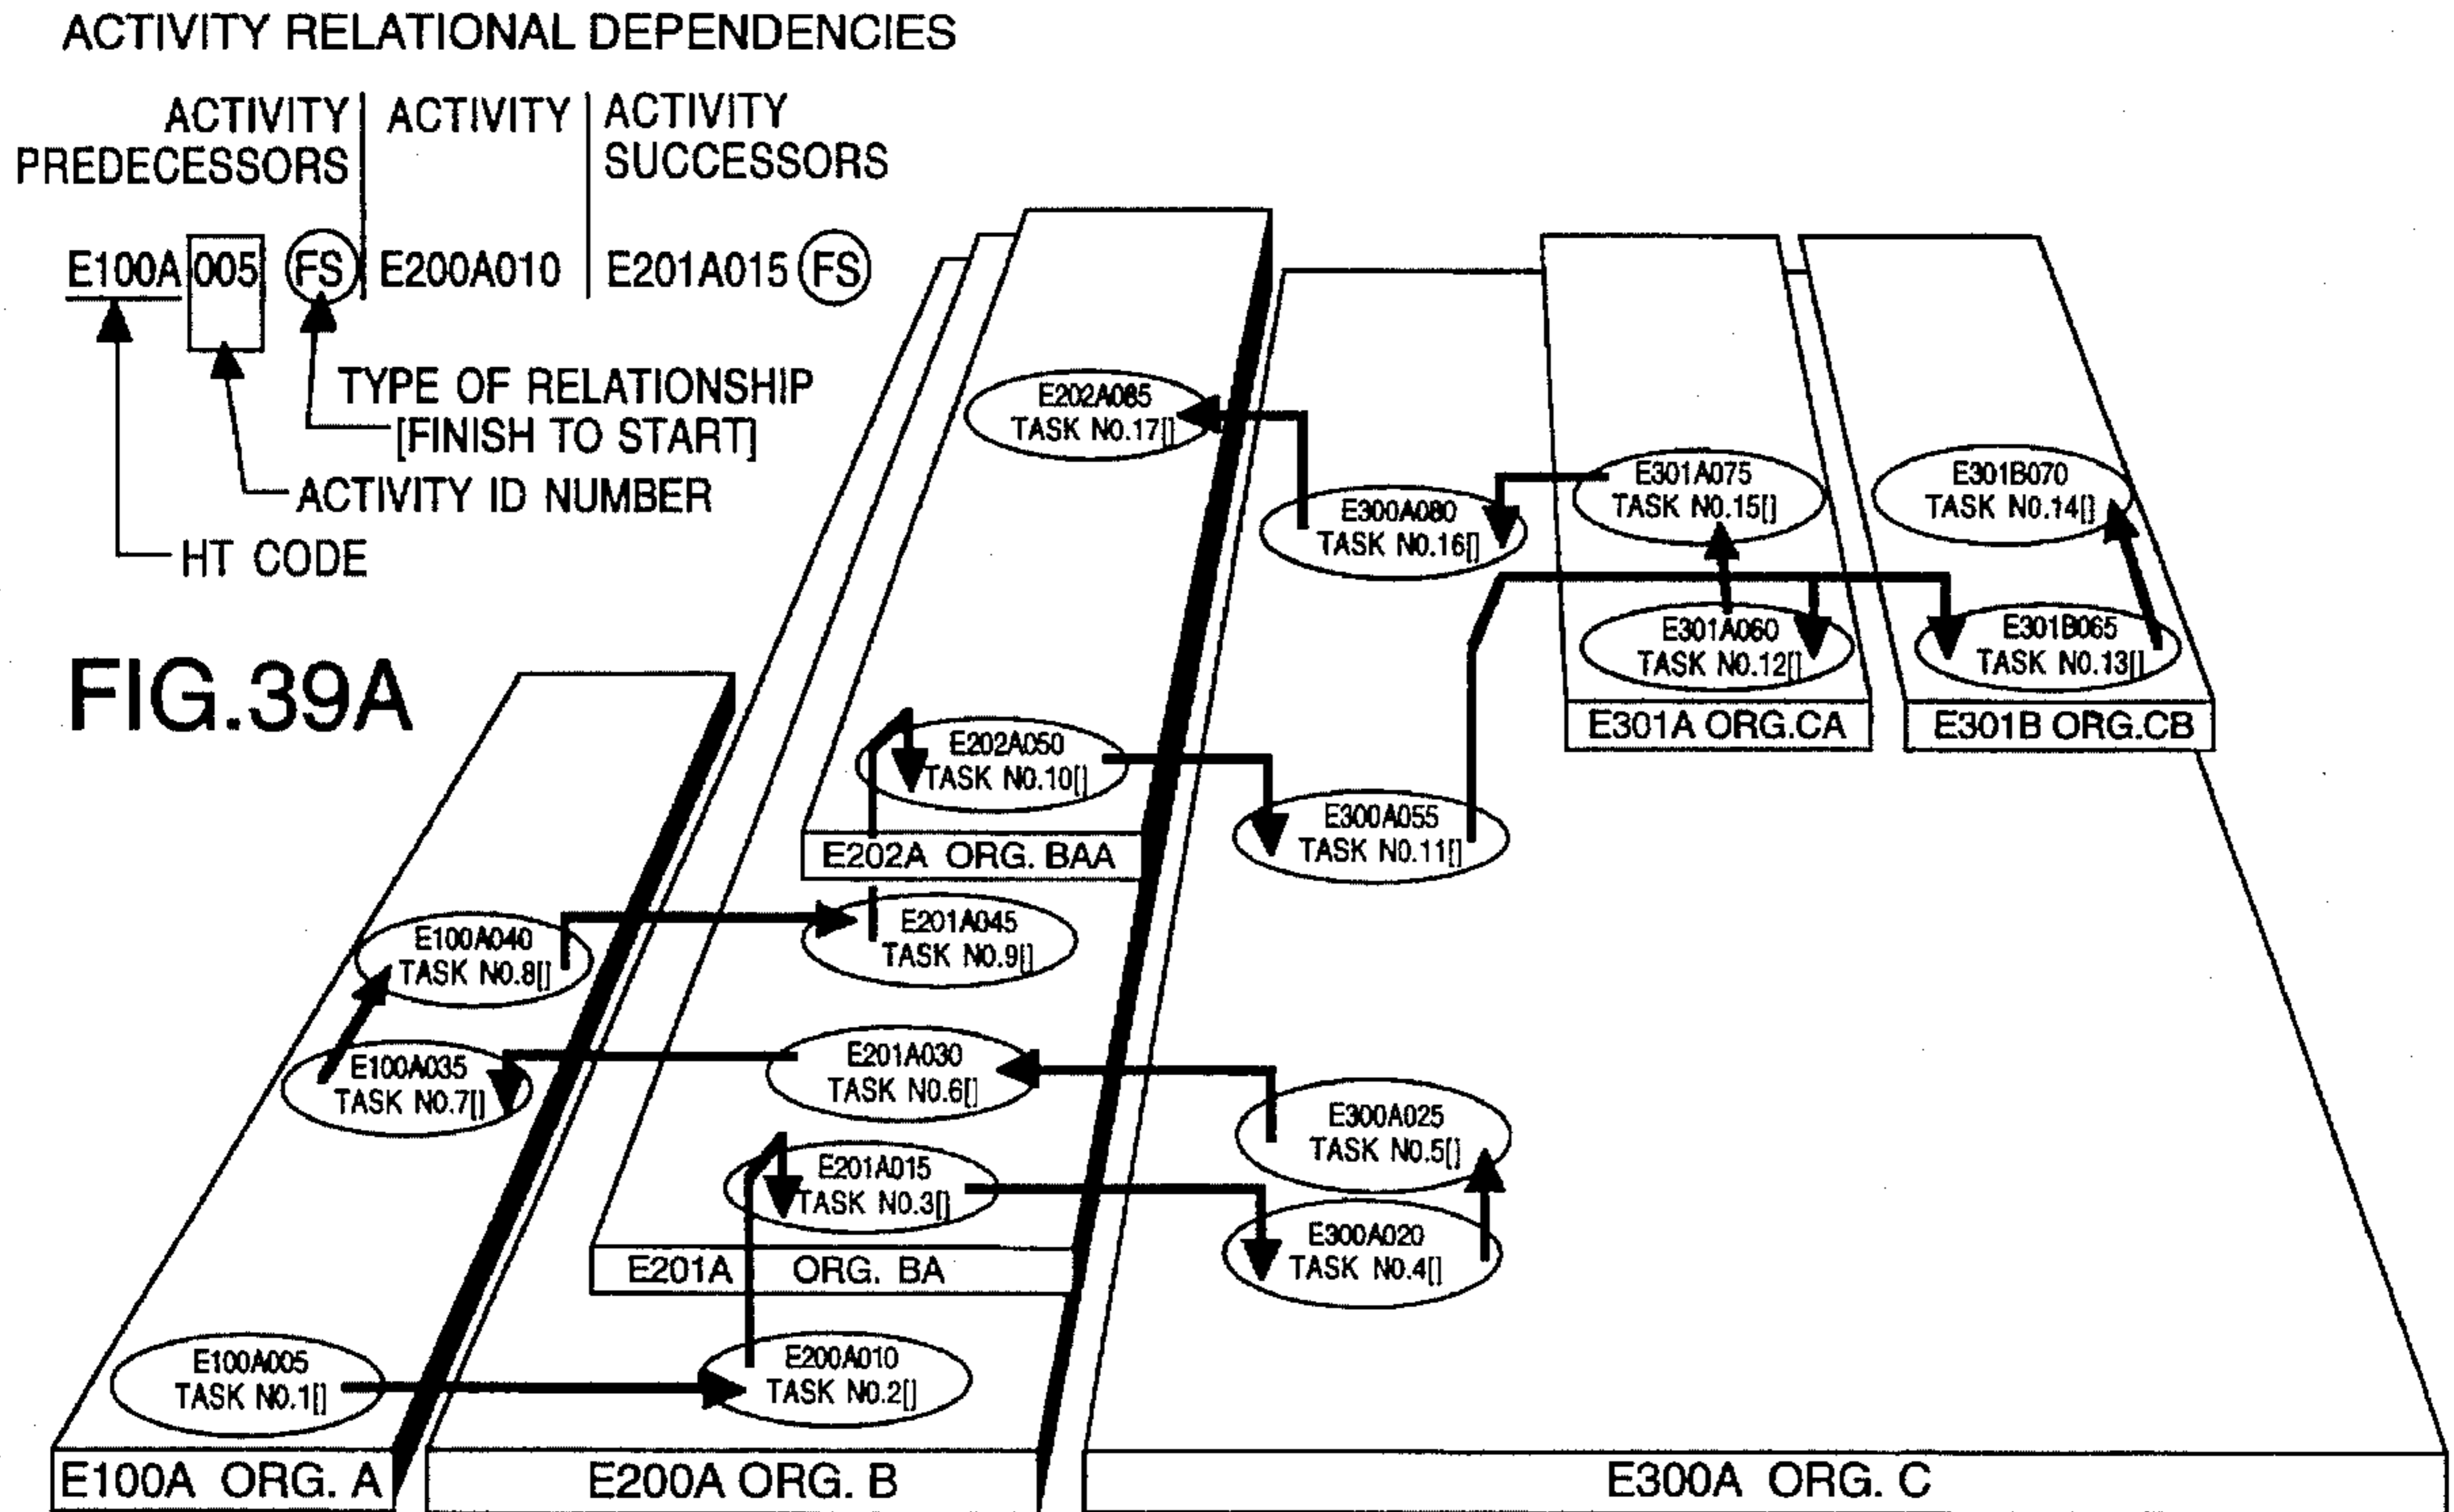 ACTIVITY RELATIONAL DEPENDENCIES
ACTIVITY PREDECESSORS
ACTIVITY
ACTIVITY SUCCESSORS
E100A 005 FS E200A010 E201A015 FS
TYPE OF RELATIONSHIP
[FINISH TO START]
ACTIVITY ID NUMBER
HT CODE
FIG.39A
E202A085
TASK NO.17[]
E301A075
TASK NO.15[]
E301B070
TASK NO.14[]
E300A080
TASK NO.16[]
E301A060
TASK NO.12[]
E301B065
TASK NO.13[]
E301A ORG.CA
E301B ORG.CB
E202A050
TASK NO.10[]
E300A055
TASK NO.11[]
E202A ORG. BAA
E100A040
TASK NO.8[]
E201A045
TASK NO.9[]
E100A035
TASK NO.7[]
E201A030
TASK NO.6[]
E300A025
TASK NO.5[]
E201A015
TASK NO.3[]
E300A020
TASK NO.4[]
E201A ORG. BA
E100A005
TASK NO.1[]
E200A010
TASK NO.2[]
E100A ORG. A
E200A ORG. B
E300A ORG. C